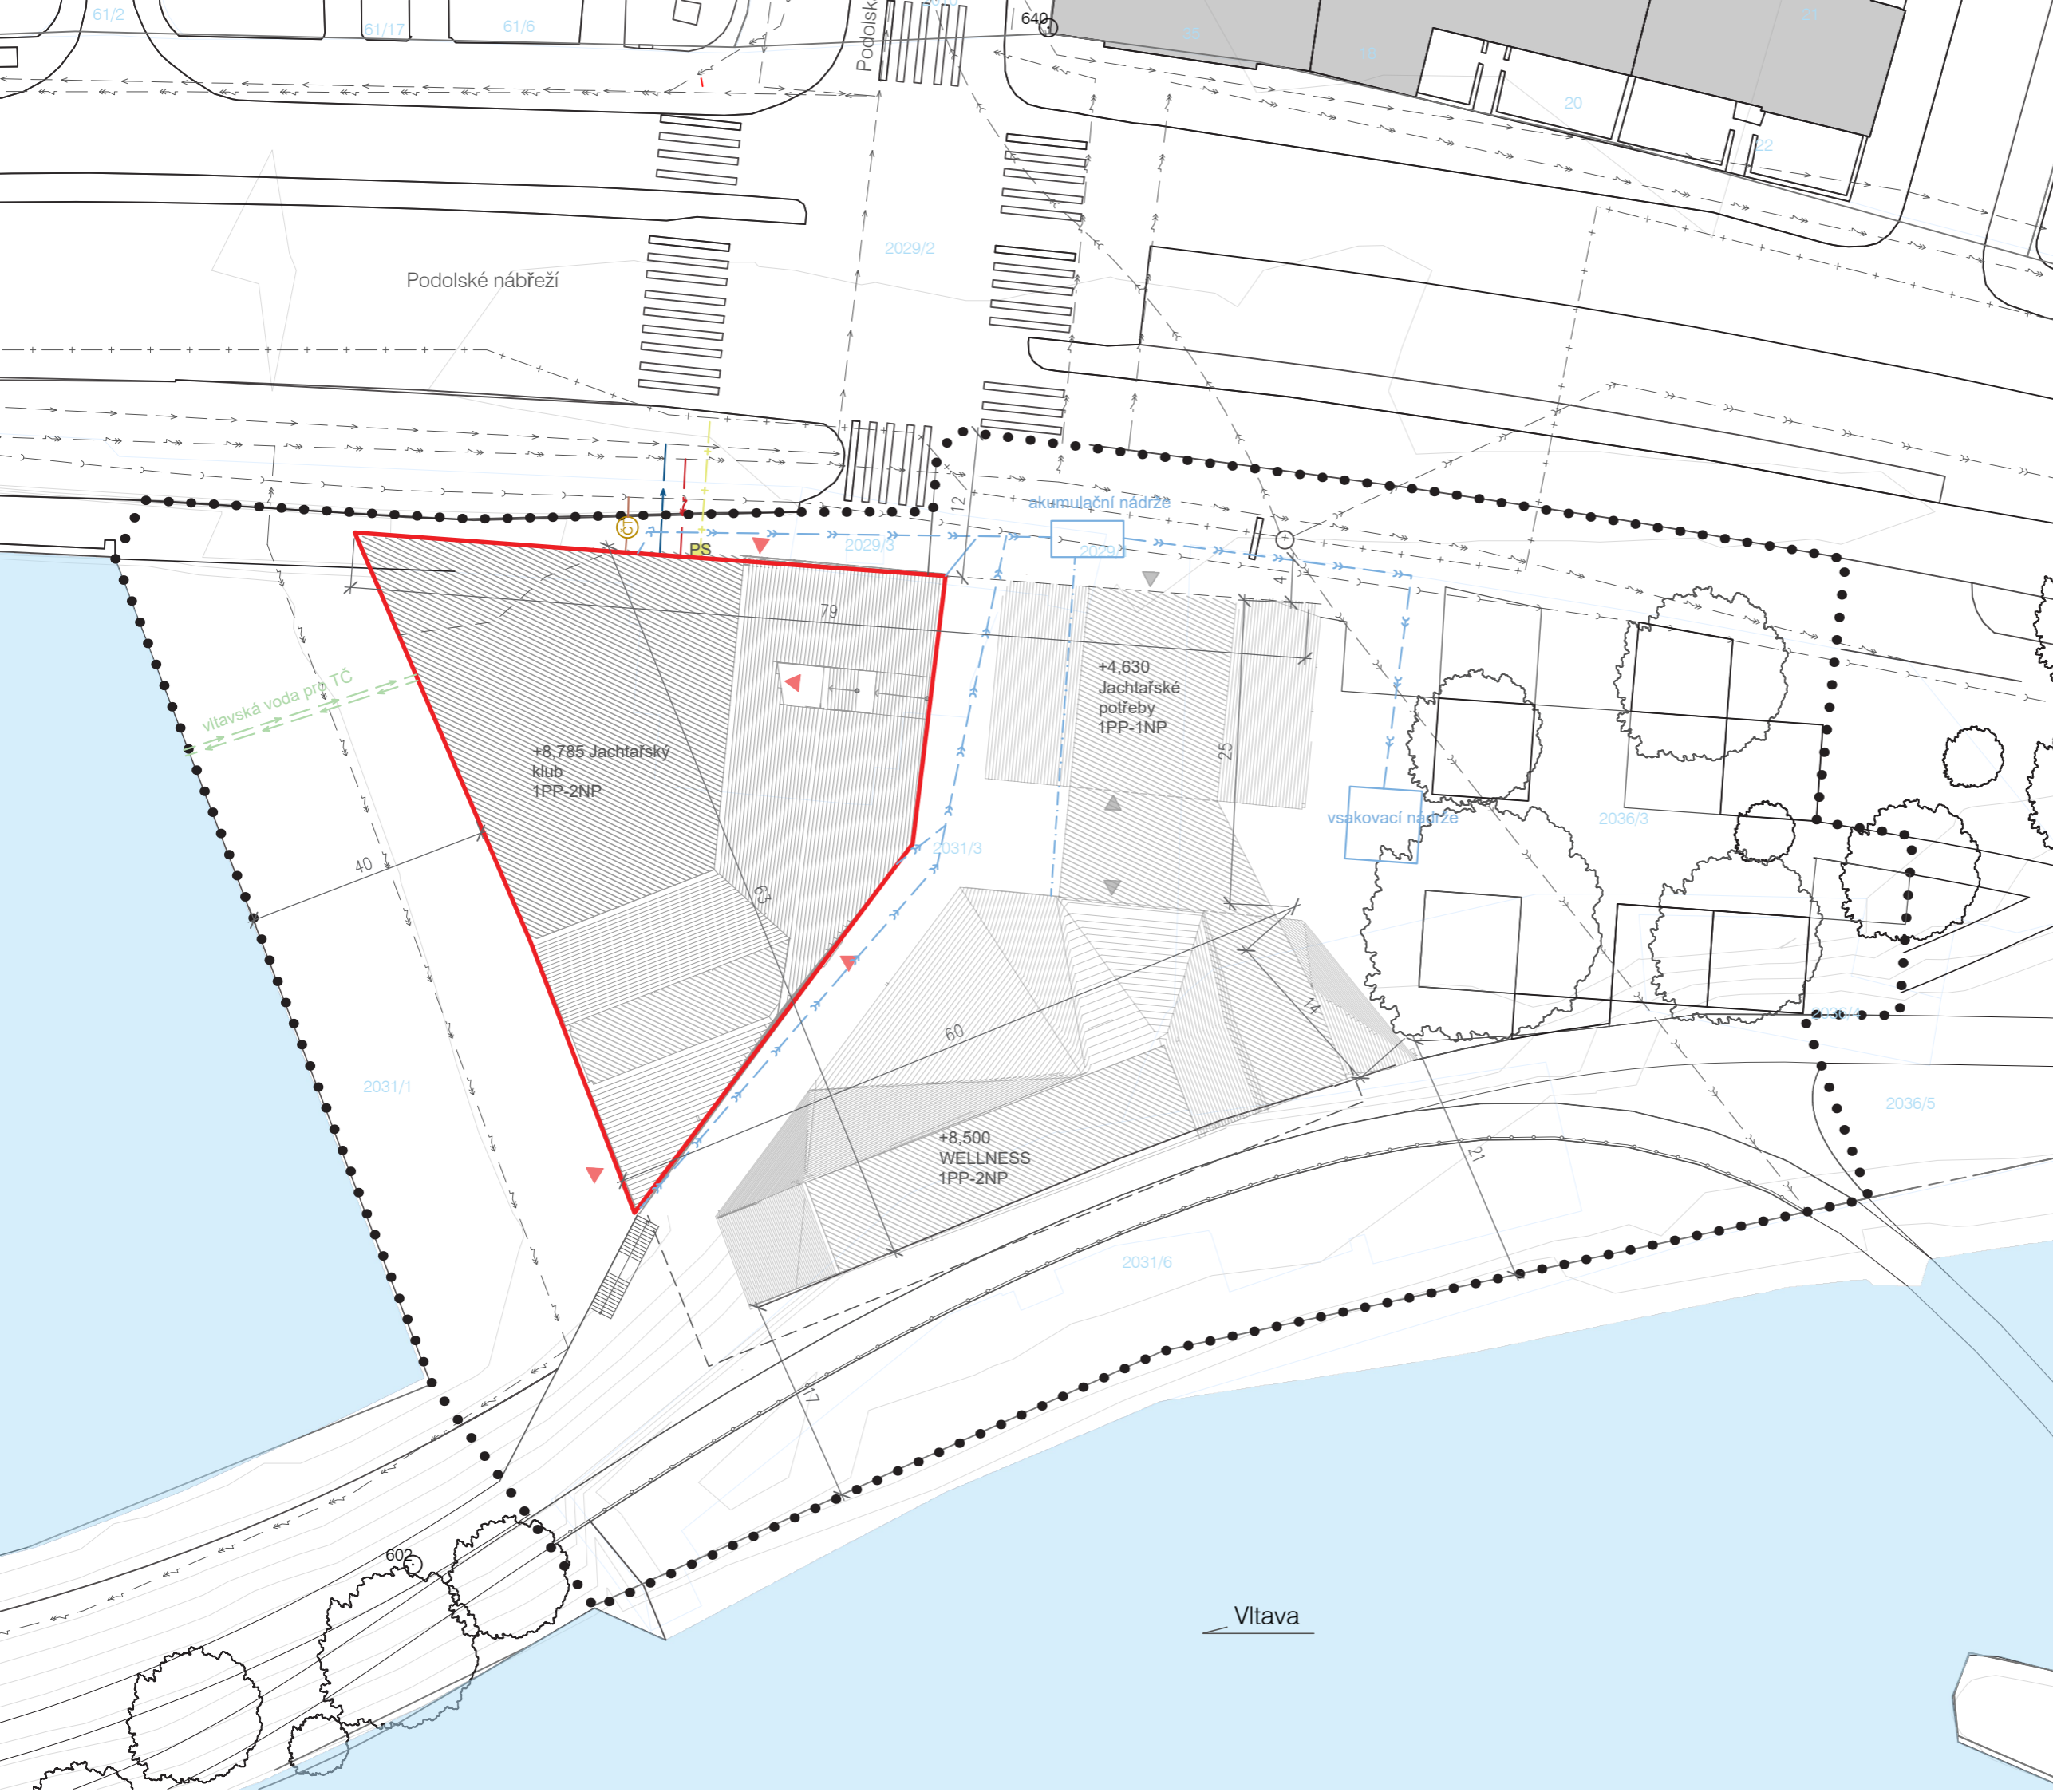 61/2
61/17
61/6
640
20
22
2029/2
Podolské nábřeží
12
akumulační nádrže
2029/3
PS
4
79
+4,630
Jachtařské
potřeby
1PP-1NP
25
vltavská voda pro TČ
+8,785 Jachtařský
klub
1PP-2NP
vsakovací nádrže
2036/3
2031/3
40
63
60
14
2031/1
2036/5
+8,500
WELLNESS
1PP-2NP
21
2031/6
17
602
Vltava